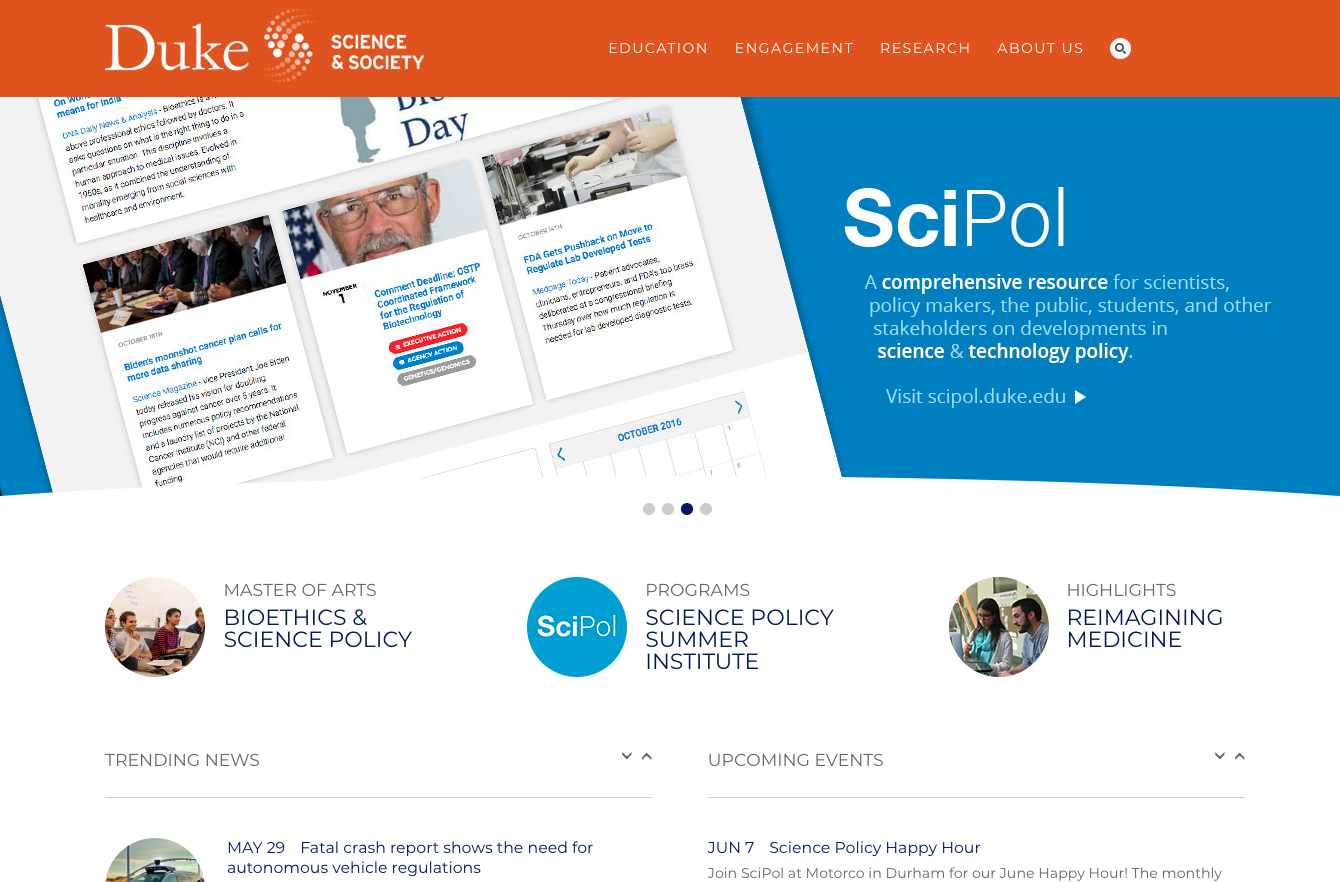 Duke
SCIENCE
& SOCIETY
EDUCATION
ENGAGEMENT
RESEARCH
ABOUT US
means for India
DNA Daily News & Analysis - Bioethics is a
above professional ethics followed by doctors. It
asks questions on what is the right thing to do in a
particular situation. This discipline involves a
human approach to medical issues. Evolved in
1950s, as it combined the understanding of
morality emerging from social sciences with
healthcare and environment.
Day
OCTOBER 18TH
Biden's moonshot cancer plan calls for
more data sharing
Science Magazine - Vice President Joe Biden
today released his vision for doubling
progress against cancer over 5 years. It
includes numerous policy recommendations
and a laundry list of projects by the National
Cancer Institute (NCI) and other federal
agencies that would require additional
funding.
NOVEMBER
1
Comment Deadline: OSTP
Coordinated Framework
for the Regulation of
Biotechnology
EXECUTIVE ACTION
AGENCY ACTION
GENETICS/GENOMICS
OCTOBER 14TH
FDA Gets Pushback on Move to
Regulate Lab Developed Tests
Medpage Today - Patient advocates,
clinicians, entrepreneurs, and FDA's top brass
deliberated at a congressional briefing
Thursday over how much regulation is
needed for lab developed diagnostic tests.
OCTOBER 2016
1
7
8
SciPol
A comprehensive resource for scientists,
policy makers, the public, students, and other
stakeholders on developments in
science & technology policy.
Visit scipol.duke.edu
MASTER OF ARTS
BIOETHICS &
SCIENCE POLICY
SciPol
PROGRAMS
SCIENCE POLICY
SUMMER
INSTITUTE
HIGHLIGHTS
REIMAGINING
MEDICINE
TRENDING NEWS
UPCOMING EVENTS
MAY 29 Fatal crash report shows the need for
autonomous vehicle regulations
JUN 7 Science Policy Happy Hour
Join SciPol at Motorco in Durham for our June Happy Hour! The monthly